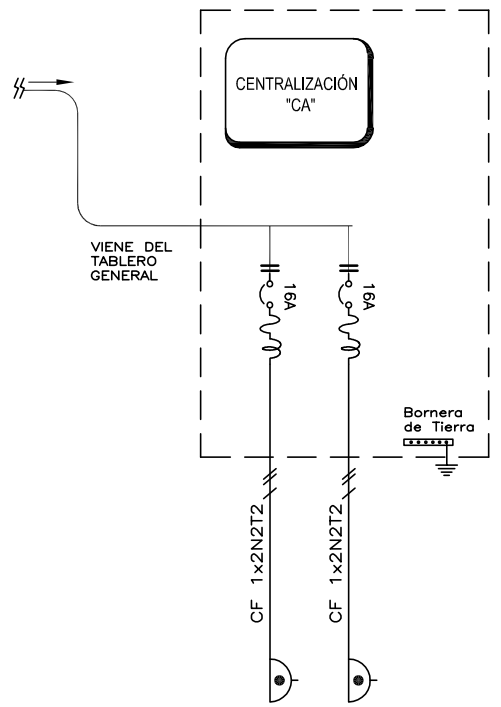 CENTRALIZACIÓN
"CA"
VIENE DEL
TABLERO
GENERAL
16A
16A
Bornera
de Tierra
CF 1x2N2T2
CF 1x2N2T2